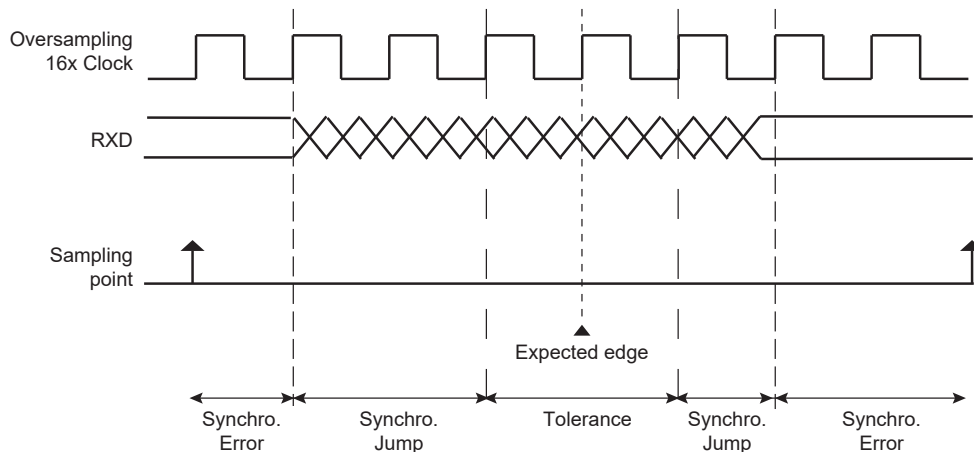 Oversampling
16x Clock
RXD
Sampling
point
Expected edge
Synchro.
Error
Synchro.
Jump
Tolerance
Synchro.
Jump
Synchro.
Error